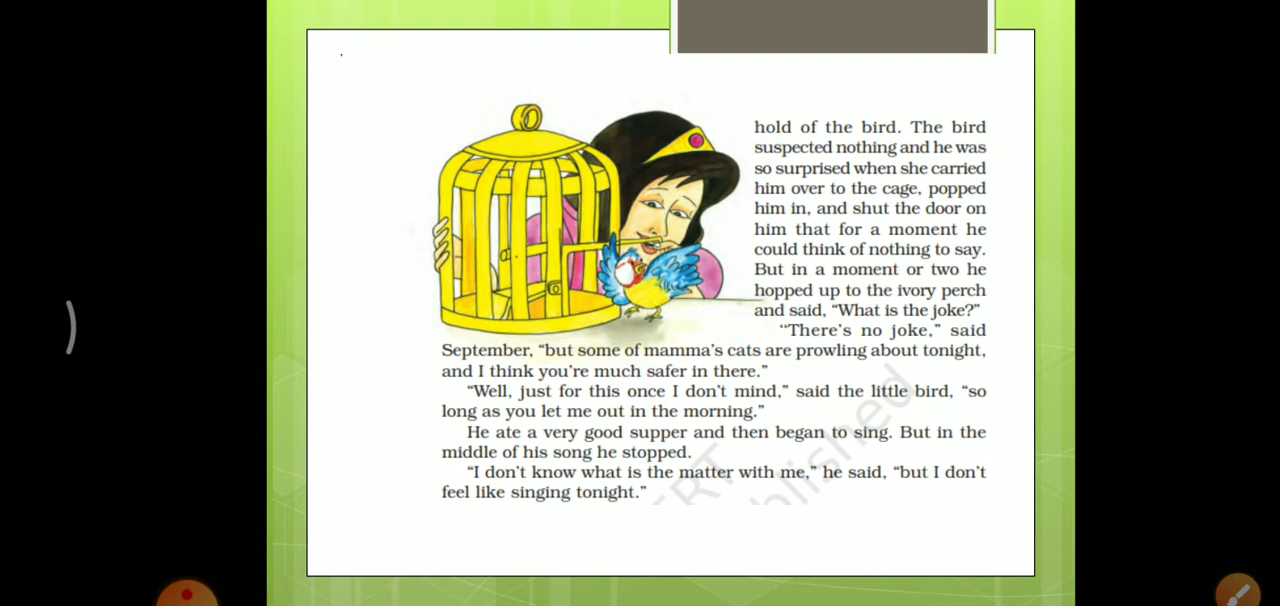 hold of the bird. The bird
suspected nothing and he was
so surprised when she carried
him over to the cage, popped
him in, and shut the door on
him that for a moment he
could think of nothing to say.
But in a moment or two he
hopped up to the ivory perch
and said, “What is the joke?”
“There's no joke,” said
September, “but some of mamma's cats are prowling about tonight,
and I think you're much safer in there.”
“Well, just for this once I don't mind,” said the little bird, “so
long as you let me out in the morning.”
He ate a very good supper and then began to sing. But in the
middle of his song he stopped.
“I don't know what is the matter with me,” he said, “but I don't
feel like singing tonight.”